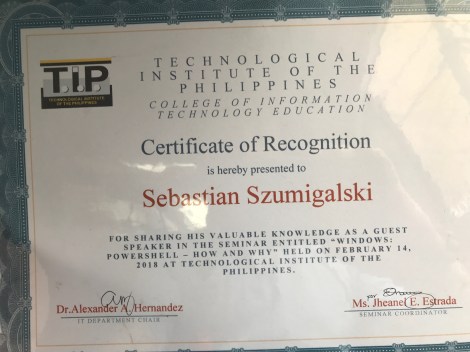 T.I.P
TECHNOLOGICAL INSTITUTE
OF THE PHILIPPINES
TECHNOLOGICAL
INSTITUTE OF THE
PHILIPPINES
COLLEGE OF INFORMATION
TECHNOLOGY EDUCATION
Certificate of Recognition
is hereby presented to
Sebastian Szumigalski
FOR SHARING HIS VALUABLE KNOWLEDGE AS A GUEST
SPEAKER IN THE SEMINAR ENTITLED "WINDOWS:
POWERSHELL – HOW AND WHY" HELD ON FEBRUARY 14,
2018 AT TECHNOLOGICAL INSTITUTE OF THE
PHILIPPINES.
Dr.Alexander A. Hernandez
IT DEPARTMENT CHAIR
Ms. Jheanel E. Estrada
SEMINAR COORDINATOR